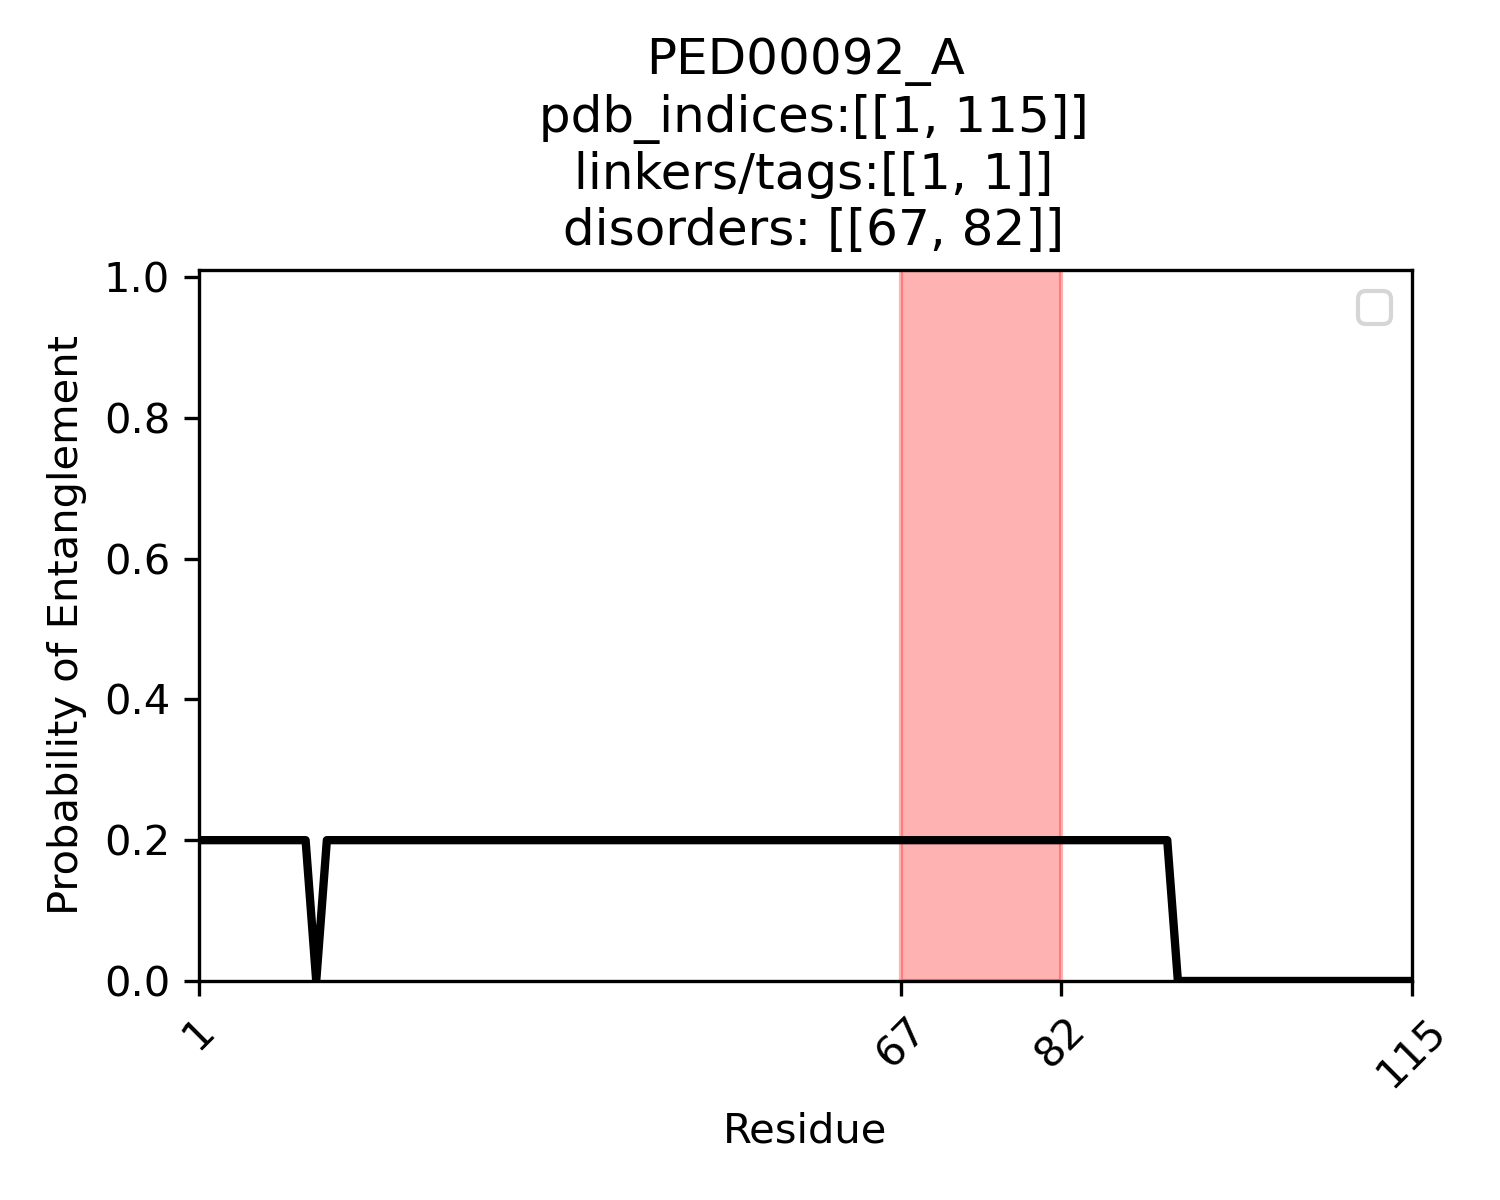 PED00092_A
pdb_indices:[[1, 115]]
linkers/tags:[[1, 1]]
disorders: [[67, 82]]
1.0
0.8
0.6
0.4
0.2
0.0
Probability of Entanglement
1
67
82
115
Residue